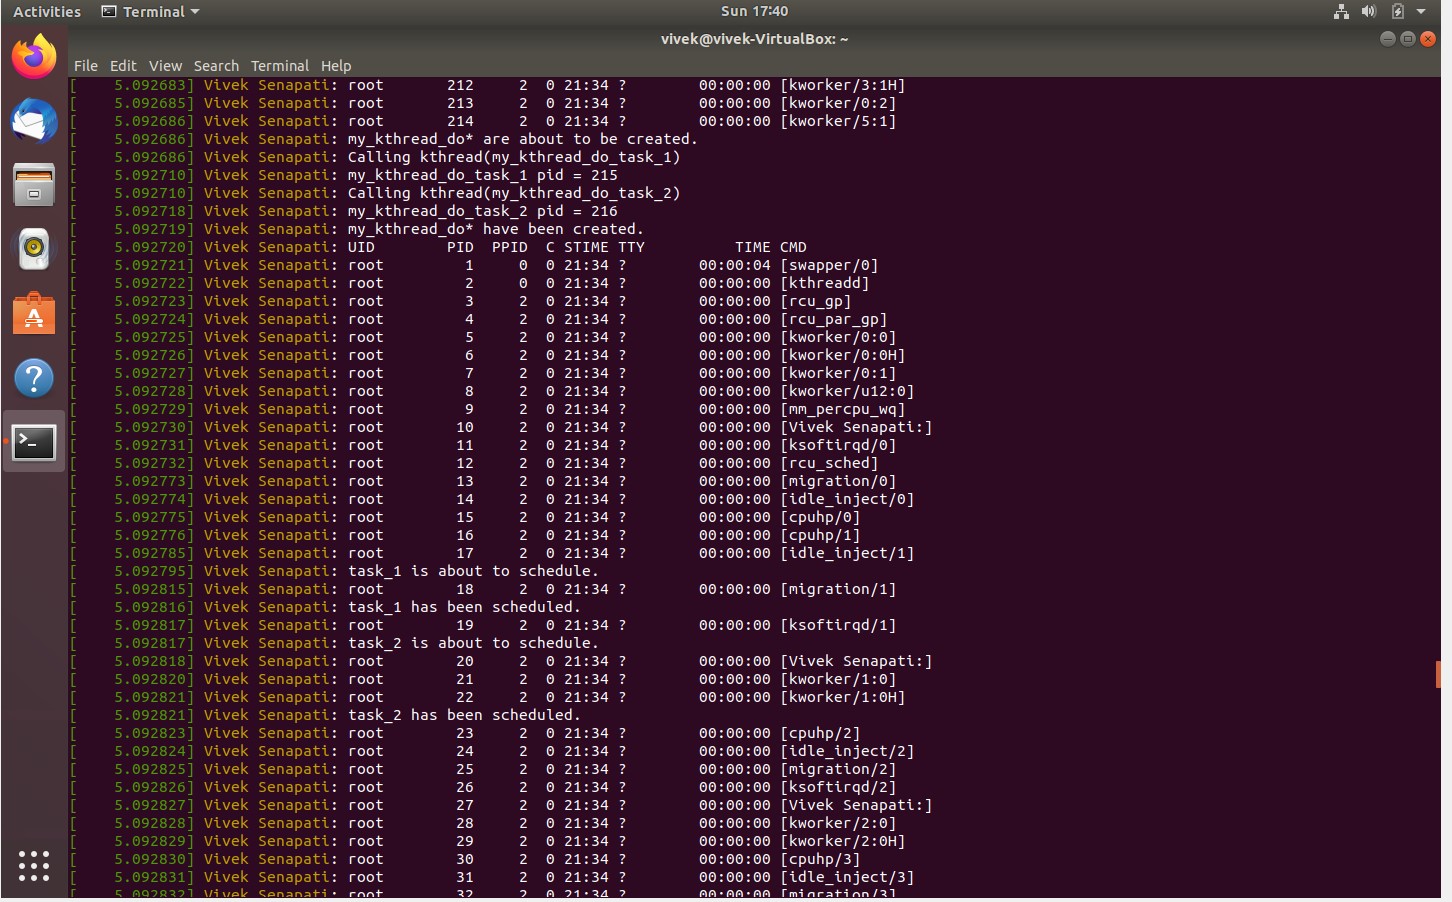 Activities Terminal Sun 17:40
vivek@vivek-VirtualBox: ~
File Edit View Search Terminal Help
[    5.092683] Vivek Senapati: root       212     2  0 21:34 ?        00:00:00 [kworker/3:1H]
[    5.092685] Vivek Senapati: root       213     2  0 21:34 ?        00:00:00 [kworker/0:2]
[    5.092686] Vivek Senapati: root       214     2  0 21:34 ?        00:00:00 [kworker/5:1]
[    5.092686] Vivek Senapati: my_kthread_do* are about to be created.
[    5.092686] Vivek Senapati: Calling kthread(my_kthread_do_task_1)
[    5.092710] Vivek Senapati: my_kthread_do_task_1 pid = 215
[    5.092710] Vivek Senapati: Calling kthread(my_kthread_do_task_2)
[    5.092718] Vivek Senapati: my_kthread_do_task_2 pid = 216
[    5.092719] Vivek Senapati: my_kthread_do* have been created.
[    5.092720] Vivek Senapati: UID        PID  PPID  C STIME TTY          TIME CMD
[    5.092721] Vivek Senapati: root         1     0  0 21:34 ?        00:00:04 [swapper/0]
[    5.092722] Vivek Senapati: root         2     0  0 21:34 ?        00:00:00 [kthreadd]
[    5.092723] Vivek Senapati: root         3     2  0 21:34 ?        00:00:00 [rcu_gp]
[    5.092724] Vivek Senapati: root         4     2  0 21:34 ?        00:00:00 [rcu_par_gp]
[    5.092725] Vivek Senapati: root         5     2  0 21:34 ?        00:00:00 [kworker/0:0]
[    5.092726] Vivek Senapati: root         6     2  0 21:34 ?        00:00:00 [kworker/0:0H]
[    5.092727] Vivek Senapati: root         7     2  0 21:34 ?        00:00:00 [kworker/0:1]
[    5.092728] Vivek Senapati: root         8     2  0 21:34 ?        00:00:00 [kworker/u12:0]
[    5.092729] Vivek Senapati: root         9     2  0 21:34 ?        00:00:00 [mm_percpu_wq]
[    5.092730] Vivek Senapati: root        10     2  0 21:34 ?        00:00:00 [Vivek Senapati:]
[    5.092731] Vivek Senapati: root        11     2  0 21:34 ?        00:00:00 [ksoftirqd/0]
[    5.092732] Vivek Senapati: root        12     2  0 21:34 ?        00:00:00 [rcu_sched]
[    5.092773] Vivek Senapati: root        13     2  0 21:34 ?        00:00:00 [migration/0]
[    5.092774] Vivek Senapati: root        14     2  0 21:34 ?        00:00:00 [idle_inject/0]
[    5.092775] Vivek Senapati: root        15     2  0 21:34 ?        00:00:00 [cpuhp/0]
[    5.092776] Vivek Senapati: root        16     2  0 21:34 ?        00:00:00 [cpuhp/1]
[    5.092785] Vivek Senapati: root        17     2  0 21:34 ?        00:00:00 [idle_inject/1]
[    5.092795] Vivek Senapati: task_1 is about to schedule.
[    5.092815] Vivek Senapati: root        18     2  0 21:34 ?        00:00:00 [migration/1]
[    5.092816] Vivek Senapati: task_1 has been scheduled.
[    5.092817] Vivek Senapati: root        19     2  0 21:34 ?        00:00:00 [ksoftirqd/1]
[    5.092817] Vivek Senapati: task_2 is about to schedule.
[    5.092818] Vivek Senapati: root        20     2  0 21:34 ?        00:00:00 [Vivek Senapati:]
[    5.092820] Vivek Senapati: root        21     2  0 21:34 ?        00:00:00 [kworker/1:0]
[    5.092821] Vivek Senapati: root        22     2  0 21:34 ?        00:00:00 [kworker/1:0H]
[    5.092821] Vivek Senapati: task_2 has been scheduled.
[    5.092823] Vivek Senapati: root        23     2  0 21:34 ?        00:00:00 [cpuhp/2]
[    5.092824] Vivek Senapati: root        24     2  0 21:34 ?        00:00:00 [idle_inject/2]
[    5.092825] Vivek Senapati: root        25     2  0 21:34 ?        00:00:00 [migration/2]
[    5.092826] Vivek Senapati: root        26     2  0 21:34 ?        00:00:00 [ksoftirqd/2]
[    5.092827] Vivek Senapati: root        27     2  0 21:34 ?        00:00:00 [Vivek Senapati:]
[    5.092828] Vivek Senapati: root        28     2  0 21:34 ?        00:00:00 [kworker/2:0]
[    5.092829] Vivek Senapati: root        29     2  0 21:34 ?        00:00:00 [kworker/2:0H]
[    5.092830] Vivek Senapati: root        30     2  0 21:34 ?        00:00:00 [cpuhp/3]
[    5.092831] Vivek Senapati: root        31     2  0 21:34 ?        00:00:00 [idle_inject/3]
[    5.092832] Vivek Senapati: root        32     2  0 21:34 ?        00:00:00 [migration/3]